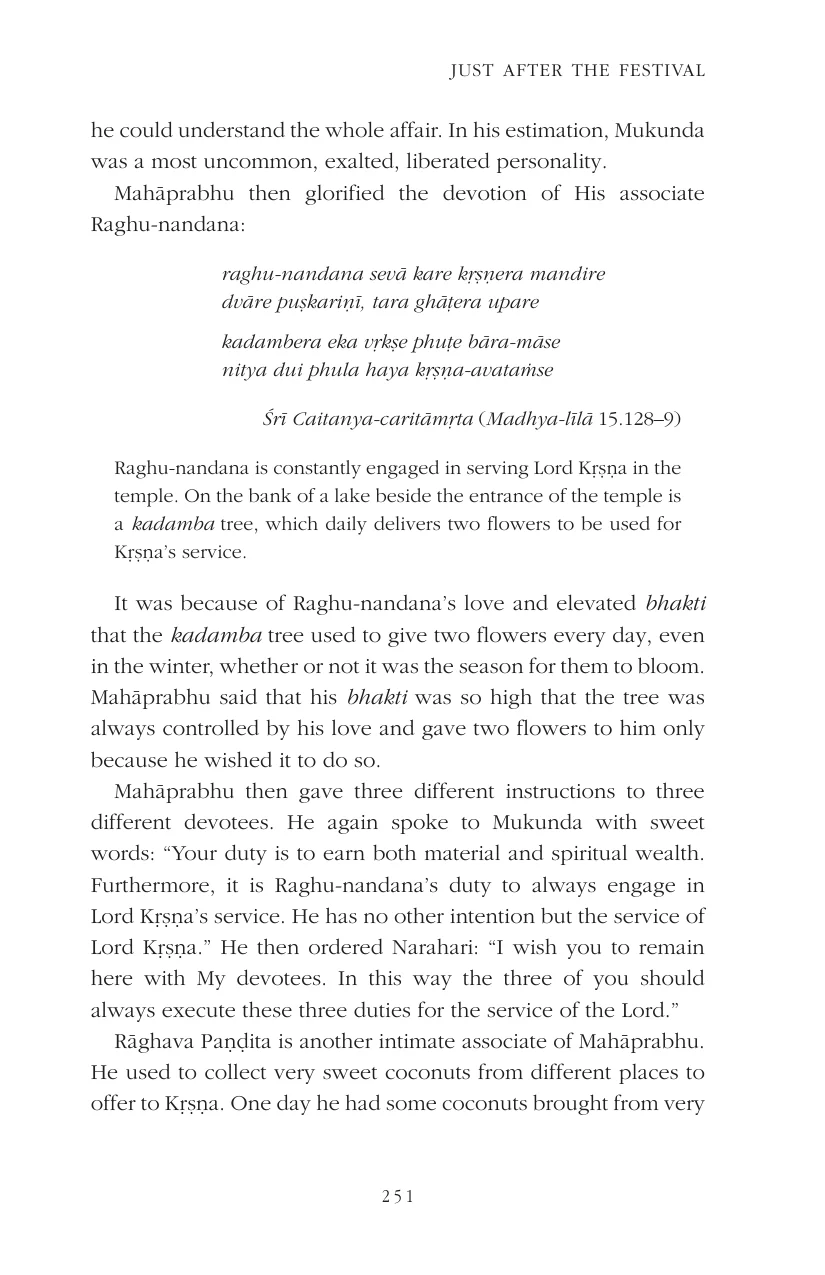 JUST AFTER THE FESTIVAL
he could understand the whole affair. In his estimation, Mukunda
was a most uncommon, exalted, liberated personality.
Mahāprabhu then glorified the devotion of His associate
Raghu-nandana:
raghu-nandana sevā kare kṛṣṇera mandire
dvāre puṣkariṇī, tara ghāṭera upare
kadambera eka vṛkṣe phuṭe bāra-māse
nitya dui phula haya kṛṣṇa-avataṁse
Śrī Caitanya-caritāmṛta (Madhya-līlā 15.128–9)
Raghu-nandana is constantly engaged in serving Lord Kṛṣṇa in the
temple. On the bank of a lake beside the entrance of the temple is
a kadamba tree, which daily delivers two flowers to be used for
Kṛṣṇa’s service.
It was because of Raghu-nandana’s love and elevated bhakti
that the kadamba tree used to give two flowers every day, even
in the winter, whether or not it was the season for them to bloom.
Mahāprabhu said that his bhakti was so high that the tree was
always controlled by his love and gave two flowers to him only
because he wished it to do so.
Mahāprabhu then gave three different instructions to three
different devotees. He again spoke to Mukunda with sweet
words: “Your duty is to earn both material and spiritual wealth.
Furthermore, it is Raghu-nandana’s duty to always engage in
Lord Kṛṣṇa’s service. He has no other intention but the service of
Lord Kṛṣṇa.” He then ordered Narahari: “I wish you to remain
here with My devotees. In this way the three of you should
always execute these three duties for the service of the Lord.”
Rāghava Paṇḍita is another intimate associate of Mahāprabhu.
He used to collect very sweet coconuts from different places to
offer to Kṛṣṇa. One day he had some coconuts brought from very
251